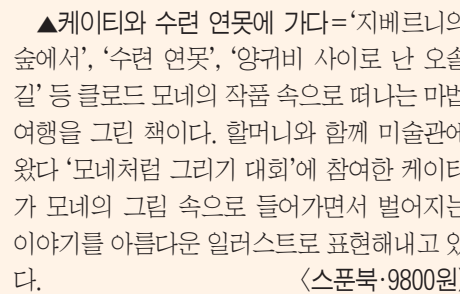 ▲케이티와 수련 연못에 가다=‘지베르니의
숲에서’, ‘수련 연못’, ‘양귀비 사이로 난 오솔
길’ 등 클로드 모네의 작품 속으로 떠나는 마법
여행을 그린 책이다. 할머니와 함께 미술관에
왔다 ‘모네처럼 그리기 대회’에 참여한 케이티
가 모네의 그림 속으로 들어가면서 벌어지는
이야기를 아름다운 일러스트로 표현해내고 있
다. 〈스푼북·9800원〉